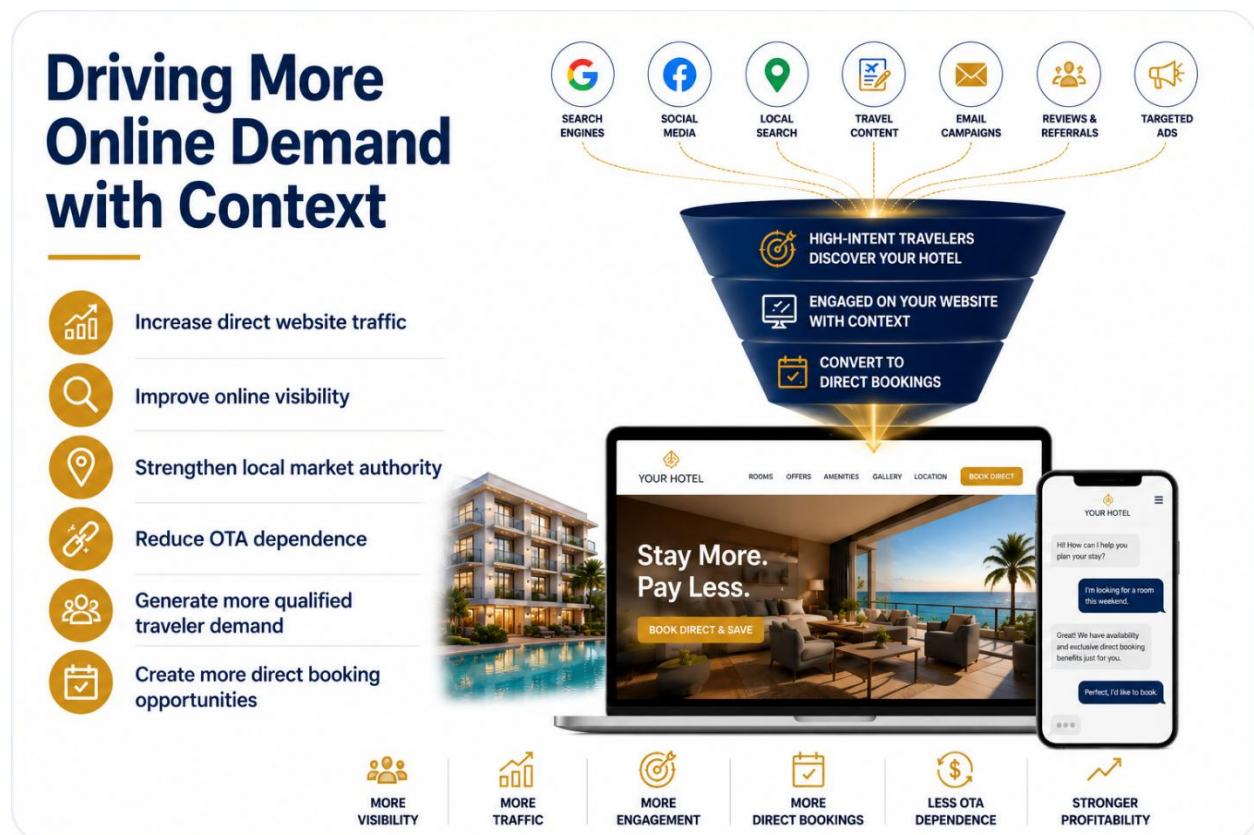 Driving More
Online Demand
with Context
Increase direct website traffic
Improve online visibility
Strengthen local market authority
Reduce OTA dependence
Generate more qualified
traveler demand
Create more direct booking
opportunities
SEARCH
ENGINES
SOCIAL
MEDIA
LOCAL
SEARCH
TRAVEL
CONTENT
EMAIL
CAMPAIGNS
REVIEWS &
REFERRALS
TARGETED
ADS
HIGH-INTENT TRAVELERS
DISCOVER YOUR HOTEL
ENGAGED ON YOUR WEBSITE
WITH CONTEXT
CONVERT TO
DIRECT BOOKINGS
YOUR HOTEL
ROOMS OFFERS AMENITIES GALLERY LOCATION BOOK DIRECT
Stay More.
Pay Less.
BOOK DIRECT & SAVE
YOUR HOTEL
Hi! How can I help you
plan your stay?
I'm looking for a room
this weekend.
Great! We have availability
and exclusive direct booking
benefits just for you.
Perfect, I'd like to book.
MORE
VISIBILITY
MORE
TRAFFIC
MORE
ENGAGEMENT
MORE
DIRECT BOOKINGS
LESS OTA
DEPENDENCE
STRONGER
PROFITABILITY